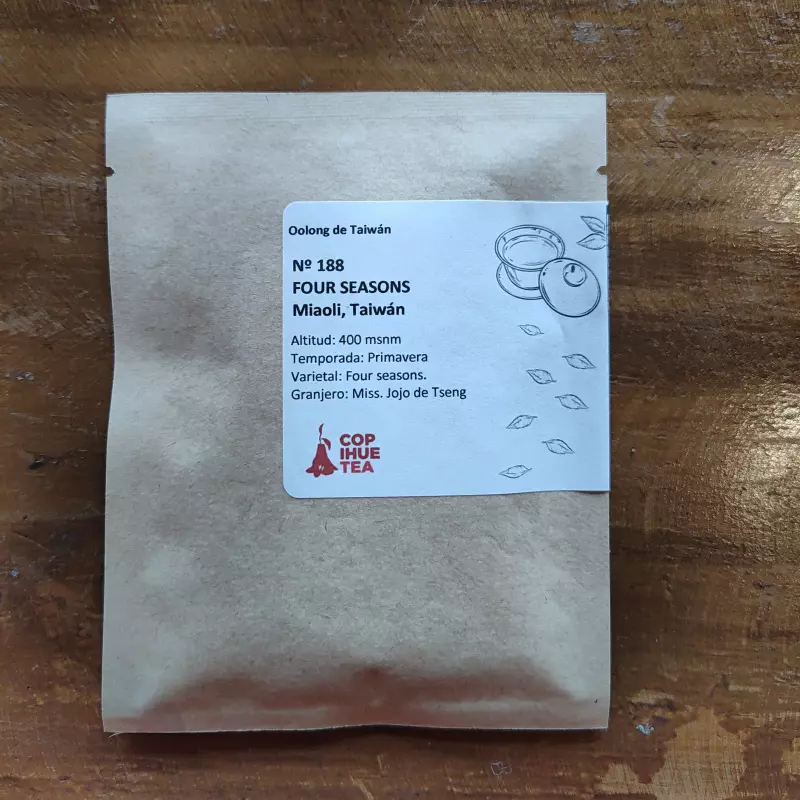 Oolong de Taiwán
Nº 188
FOUR SEASONS
Miaoli, Taiwán
Altitud: 400 msnm
Temporada: Primavera
Varietal: Four seasons.
Granjero: Miss. Jojo de Tseng
COP
IHUE
TEA